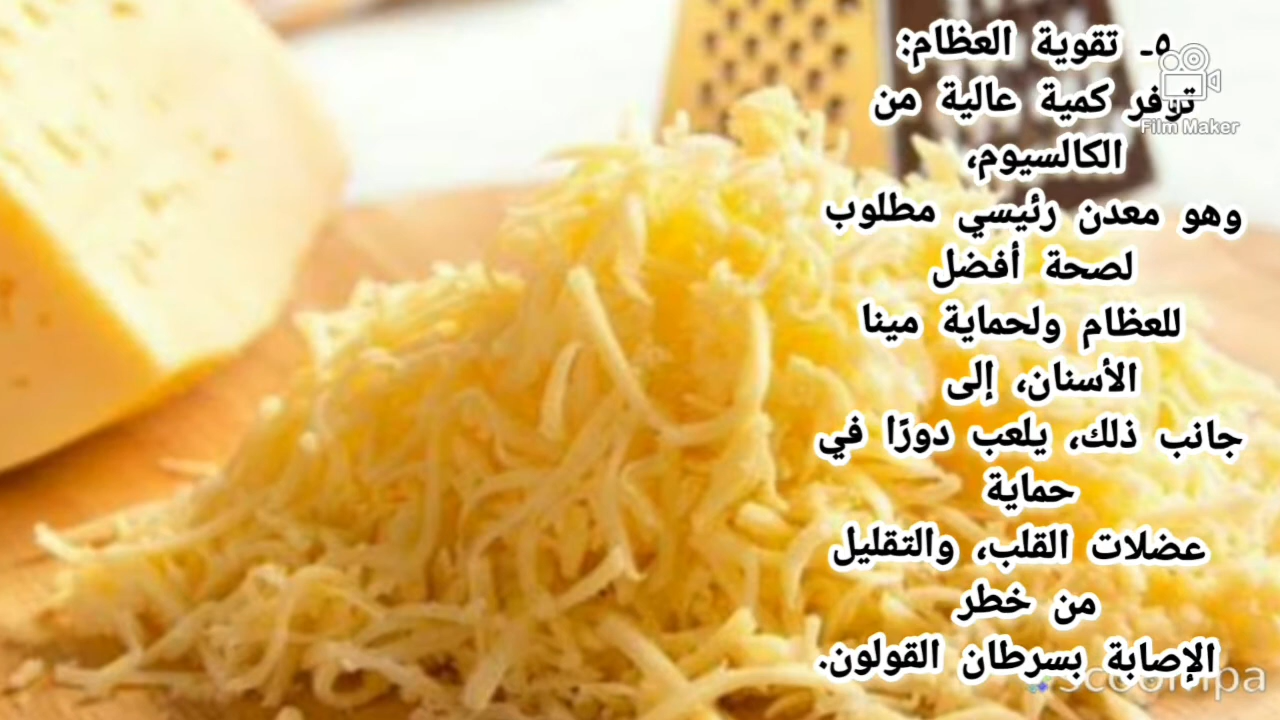 ٥ـ تقوية العظام:
توفر كمية عالية من
الكالسيوم،
وهو معدن رئيسي مطلوب
لصحة أفضل
للعظام ولحماية مينا
الأسنان، إلى
جانب ذلك، يلعب دورًا في
حماية
عضلات القلب، والتقليل
من خطر
الإصابة بسرطان القولون.
Film Maker
scoompa